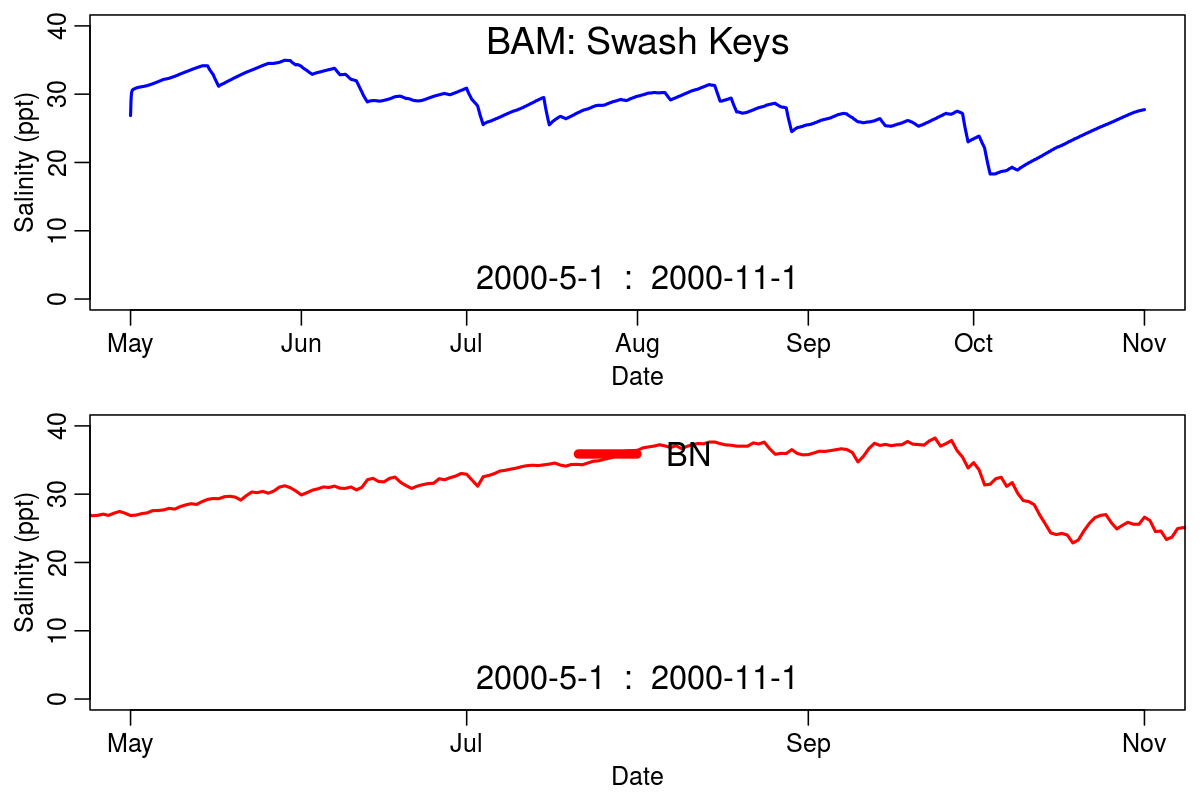 BAM: Swash Keys
40
30
20
10
0
Salinity (ppt)
2000-5-1 : 2000-11-1
May Jun Jul Aug Sep Oct Nov
Date
40
30
20
10
0
Salinity (ppt)
BN
2000-5-1 : 2000-11-1
May Jul Sep Nov
Date